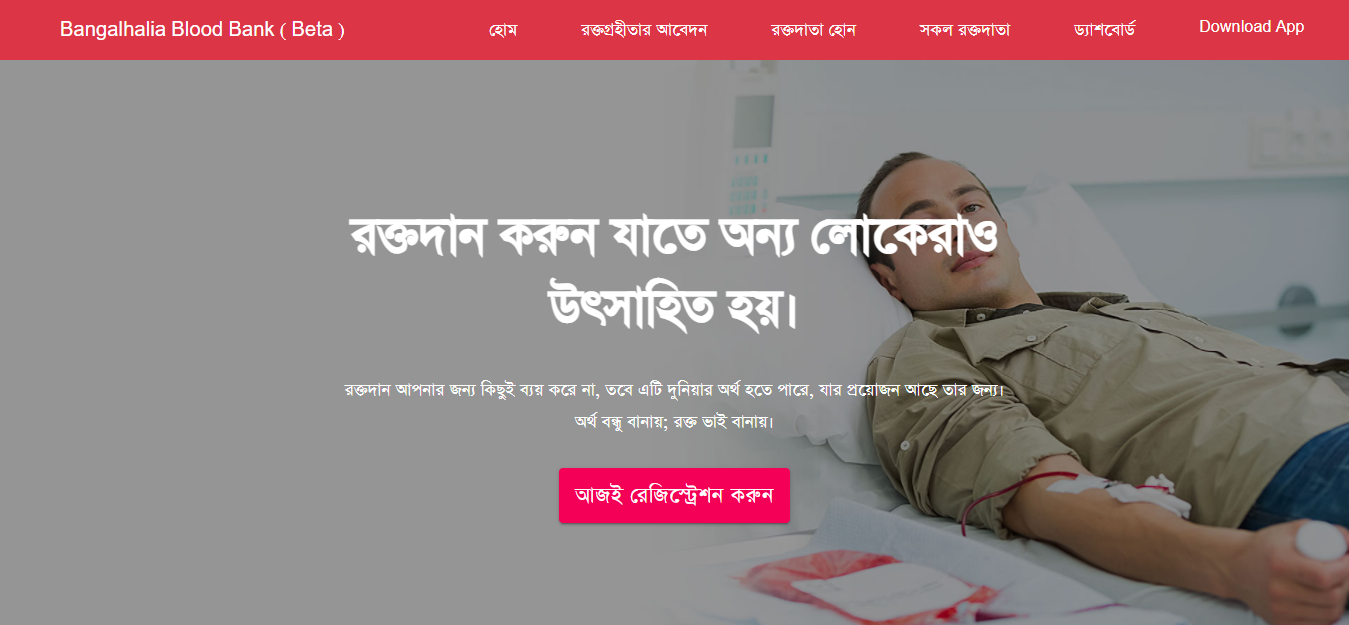 Bangalhalia Blood Bank ( Beta )
হোম
রক্তগ্রহীতার আবেদন
রক্তদাতা হোন
সকল রক্তদাতা
ড্যাশবোর্ড
Download App
রক্তদান করুন যাতে অন্য লোকেরাও
উৎসাহিত হয়।
রক্তদান আপনার জন্য কিছুই ব্যয় করে না, তবে এটি দুনিয়ার অর্থ হতে পারে, যার প্রয়োজন আছে তার জন্য।
অর্থ বন্ধু বানায়; রক্ত ভাই বানায়।
আজই রেজিস্ট্রেশন করুন